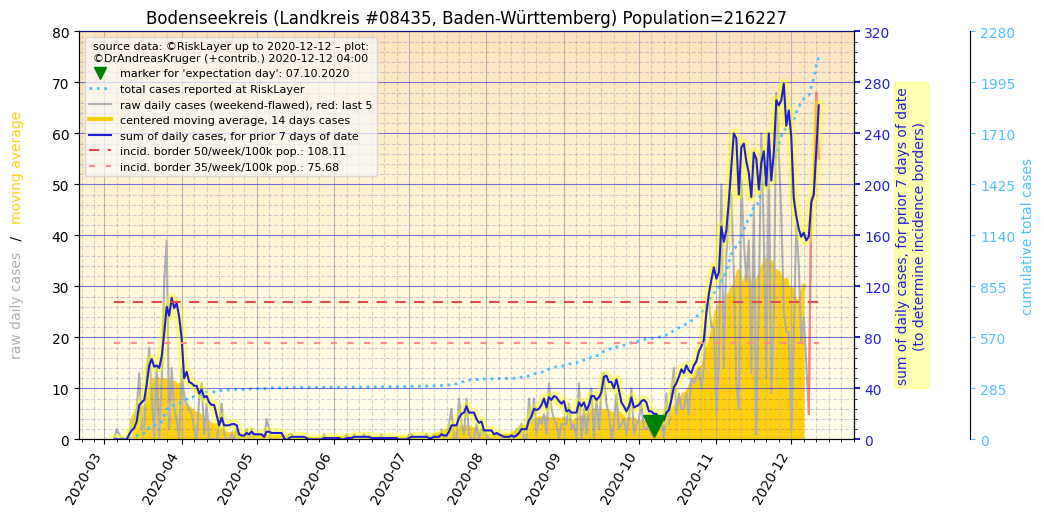 Bodenseekreis (Landkreis #08435, Baden-Württemberg) Population=216227
source data: ©RiskLayer up to 2020-12-12 – plot:
©DrAndreasKruger (+contrib.) 2020-12-12 04:00
marker for 'expectation day': 07.10.2020
total cases reported at RiskLayer
raw daily cases (weekend-flawed), red: last 5
centered moving average, 14 days cases
sum of daily cases, for prior 7 days of date
incid. border 50/week/100k pop.: 108.11
incid. border 35/week/100k pop.: 75.68
raw daily cases / moving average
80
70
60
50
40
30
20
10
0
320
280
240
200
160
120
80
40
0
sum of daily cases, for prior 7 days of date
(to determine incidence borders)
2280
1995
1710
1425
1140
855
570
285
0
cumulative total cases
2020-03
2020-04
2020-05
2020-06
2020-07
2020-08
2020-09
2020-10
2020-11
2020-12